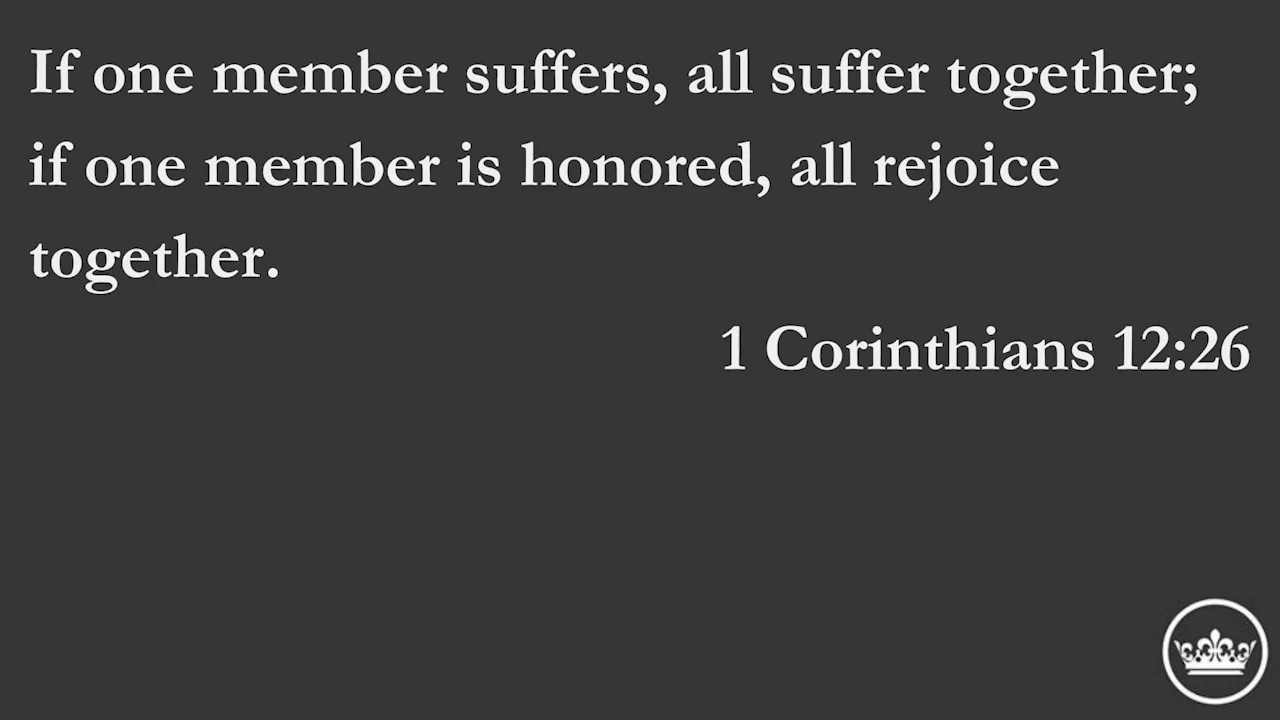 If one member suffers, all suffer together;
if one member is honored, all rejoice
together.
1 Corinthians 12:26